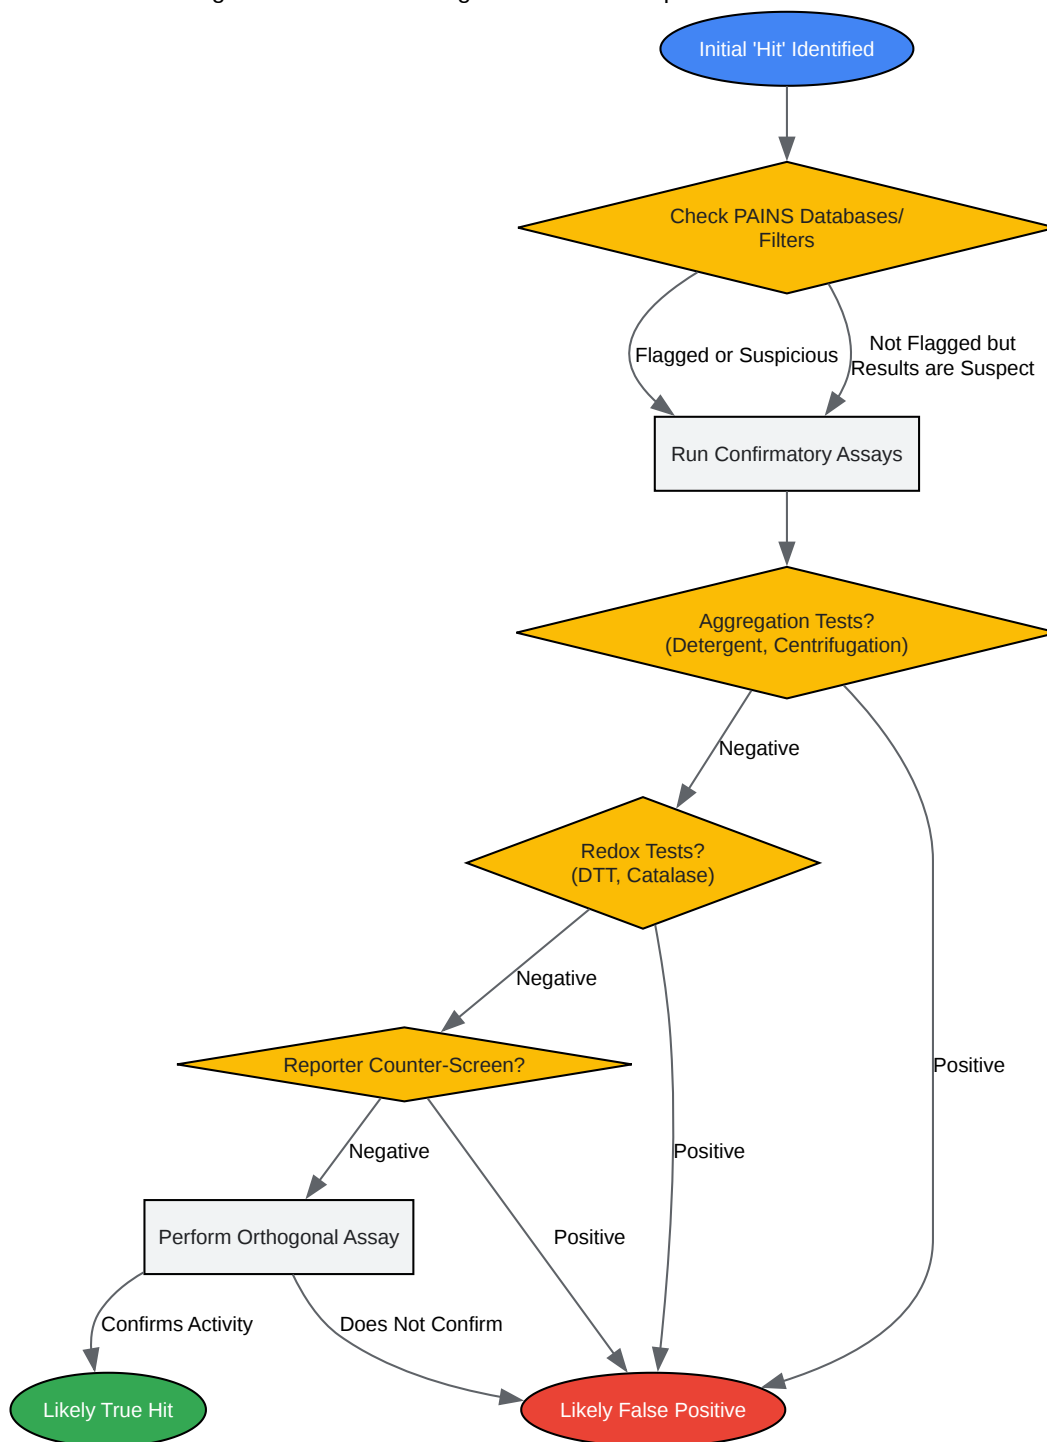 Initial 'Hit' Identified
Check PAINS Databases/
Filters
Flagged or Suspicious
Not Flagged but
Results are Suspect
Run Confirmatory Assays
Aggregation Tests?
(Detergent, Centrifugation)
Negative
Redox Tests?
(DTT, Catalase)
Negative
Reporter Counter-Screen?
Positive
Negative
Positive
Perform Orthogonal Assay
Positive
Confirms Activity
Does Not Confirm
Likely True Hit
Likely False Positive